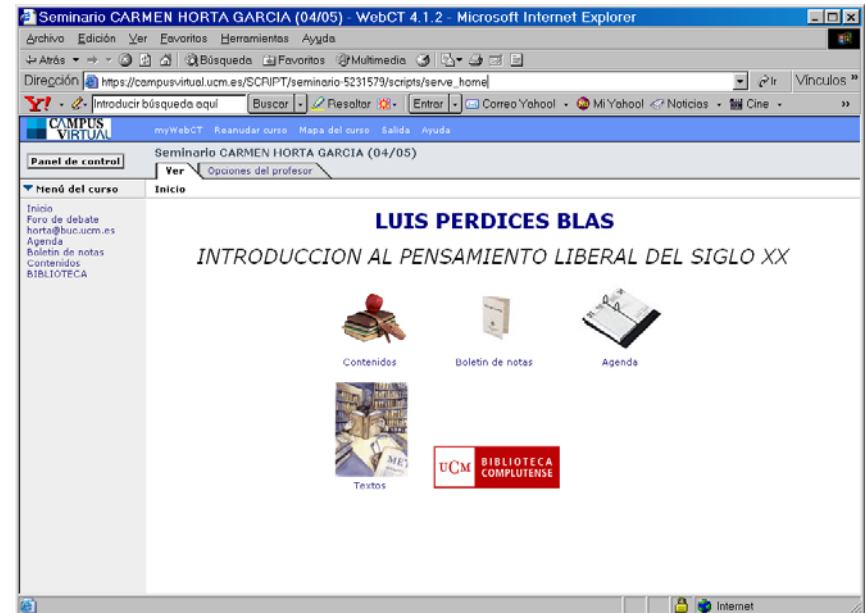 Seminario CARMEN HORTA GARCIA (04/05) - WebCT 4.1.2 - Microsoft Internet Explorer
Archivo Edición Ver Favoritos Herramientas Ayuda
Atrás Búsqueda Favoritos Multimedia
Dirección https://campusvirtual.ucm.es/SCRIPT/seminario-5231579/scripts/serve_home Ir Vínculos »
Y! Introducir búsqueda aquí Buscar Resaltar Entrar Correo Yahoo! Mi Yahoo! Noticias Cine »
CAMPUS
VIRTUAL
myWebCT Reanudar curso Mapa del curso Salida Ayuda
Panel de control
Seminario CARMEN HORTA GARCIA (04/05)
Ver Opciones del profesor
Menú del curso
Inicio
Inicio
Foro de debate
horta@buc.ucm.es
Agenda
Boletin de notas
Contenidos
BIBLIOTECA
LUIS PERDICES BLAS
INTRODUCCION AL PENSAMIENTO LIBERAL DEL SIGLO XX
Contenidos Boletin de notas Agenda
Textos
UCM BIBLIOTECA
COMPLUTENSE
Internet